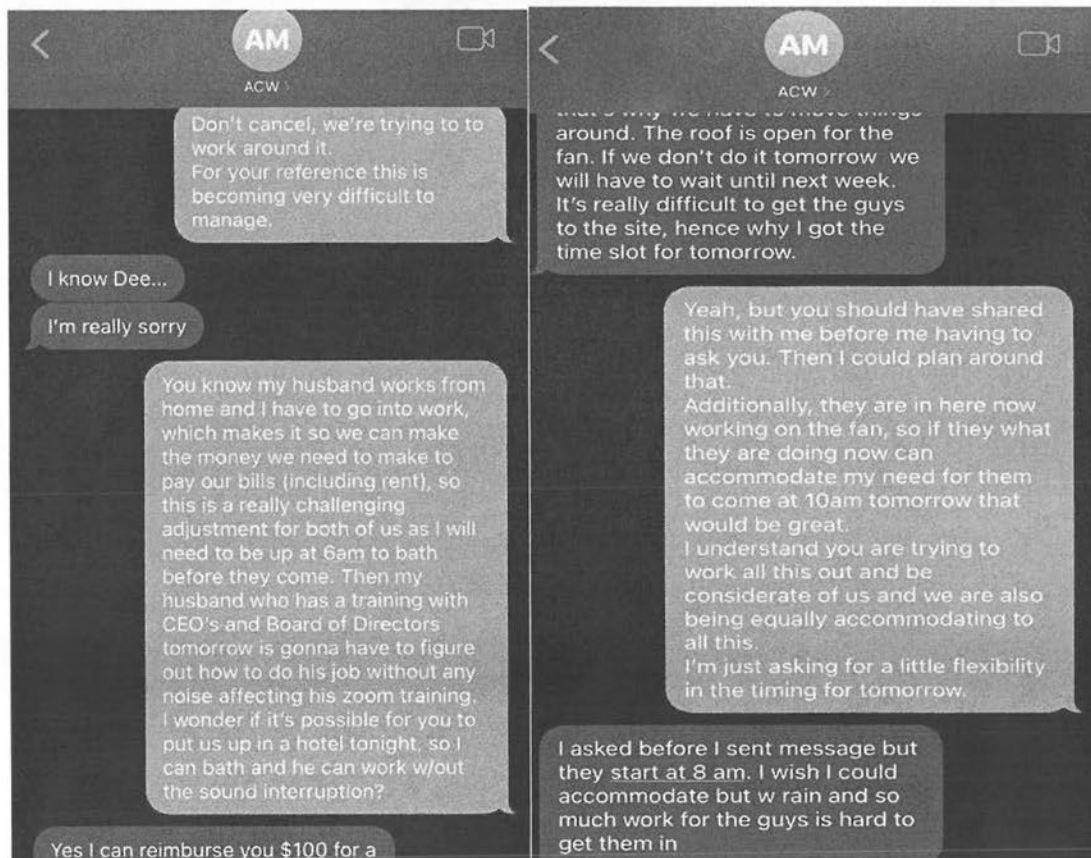 AM
ACW >
Don't cancel, we're trying to to
work around it.
For your reference this is
becoming very difficult to
manage.
I know Dee...
I'm really sorry
You know my husband works from
home and I have to go into work,
which makes it so we can make
the money we need to make to
pay our bills (including rent), so
this is a really challenging
adjustment for both of us as I will
need to be up at 6am to bath
before they come. Then my
husband who has a training with
CEO's and Board of Directors
tomorrow is gonna have to figure
out how to do his job without any
noise affecting his zoom training.
I wonder if it's possible for you to
put us up in a hotel tonight, so I
can bath and he can work w/out
the sound interruption?
Yes I can reimburse you $100 for a
AM
ACW >
that's why we have to move things
around. The roof is open for the
fan. If we don't do it tomorrow we
will have to wait until next week.
It's really difficult to get the guys
to the site, hence why I got the
time slot for tomorrow.
Yeah, but you should have shared
this with me before me having to
ask you. Then I could plan around
that.
Additionally, they are in here now
working on the fan, so if they what
they are doing now can
accommodate my need for them
to come at 10am tomorrow that
would be great.
I understand you are trying to
work all this out and be
considerate of us and we are also
being equally accommodating to
all this.
I'm just asking for a little flexibility
in the timing for tomorrow.
I asked before I sent message but
they start at 8 am. I wish I could
accommodate but w rain and so
much work for the guys is hard to
get them in